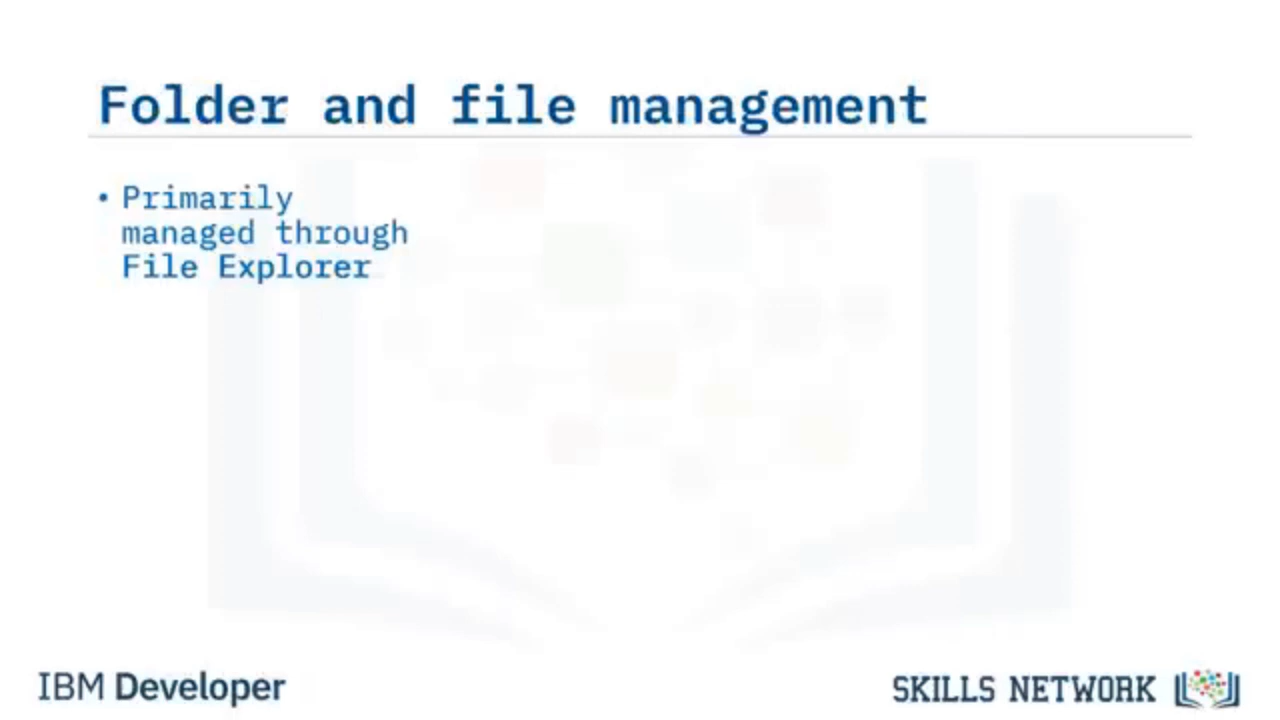 Folder and file management
• Primarily
managed through
File Explorer
IBM Developer
SKILLS NETWORK